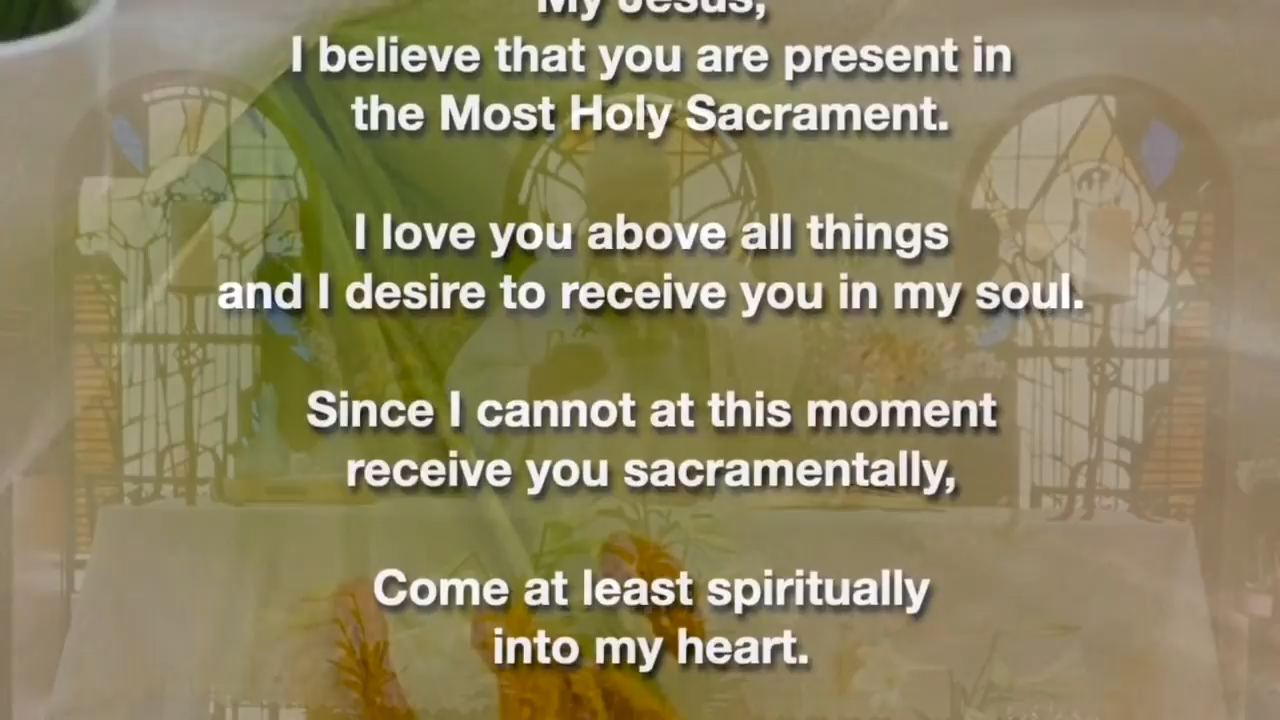 My Jesus,
I believe that you are present in
the Most Holy Sacrament.
I love you above all things
and I desire to receive you in my soul.
Since I cannot at this moment
receive you sacramentally,
Come at least spiritually
into my heart.